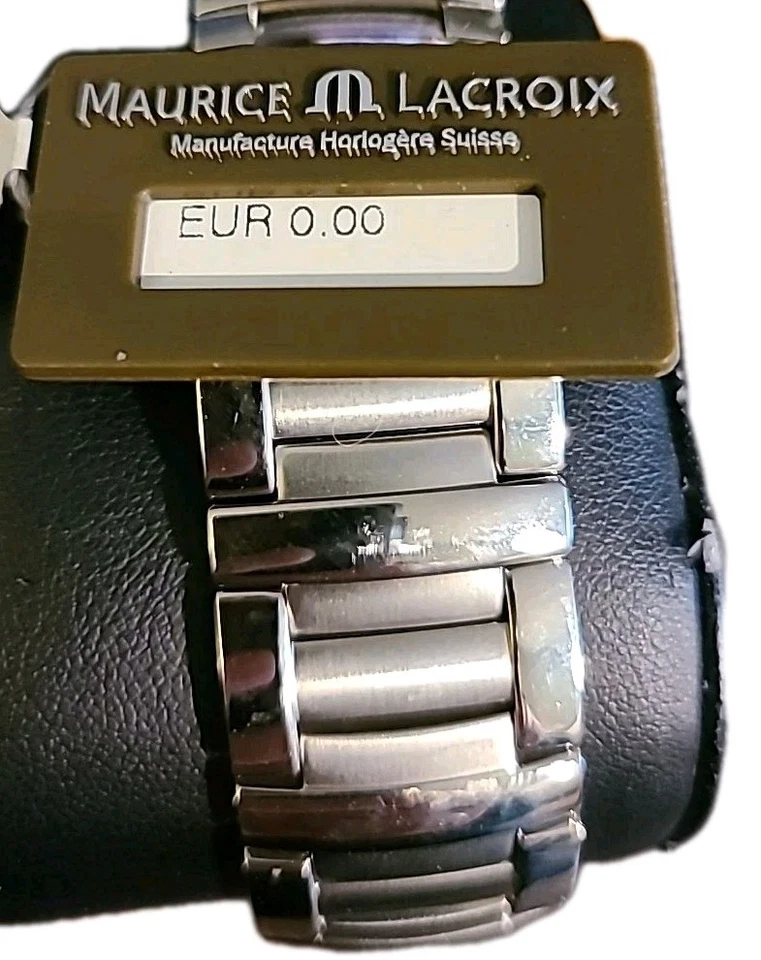 MAURICE LACROIX
Manufacture Horlogère Suisse
EUR 0.00